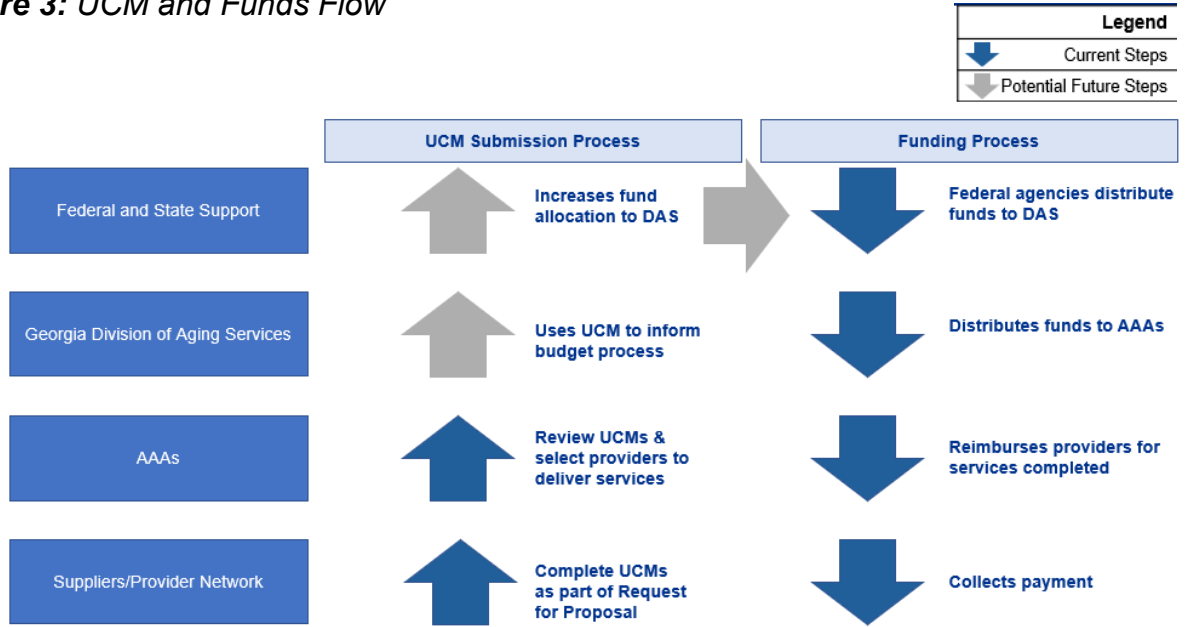 re 3: UCM and Funds Flow
Legend
Current Steps
Potential Future Steps
UCM Submission Process
Funding Process
Federal and State Support
Increases fund
allocation to DAS
Federal agencies distribute
funds to DAS
Georgia Division of Aging Services
Uses UCM to inform
budget process
Distributes funds to AAAs
AAAs
Review UCMs &
select providers to
deliver services
Reimburses providers for
services completed
Suppliers/Provider Network
Complete UCMs
as part of Request
for Proposal
Collects payment